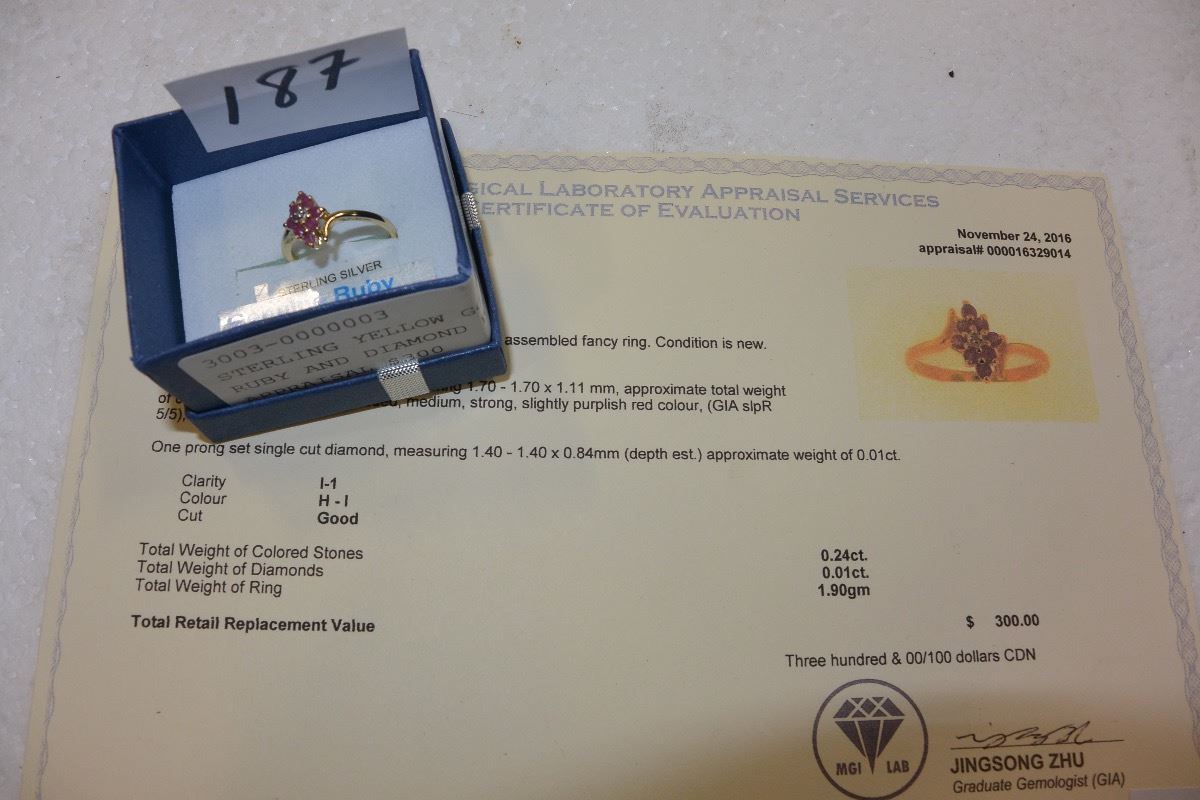 187
STERLING SILVER
Ruby
3003-0000003
STERLING YELLOW G
RUBY AND DIAMOND
APPRAISAL $300
GICAL LABORATORY APPRAISAL SERVICES
CERTIFICATE OF EVALUATION
November 24, 2016
appraisal# 000016329014
assembled fancy ring. Condition is new.
1.70 - 1.70 x 1.11 mm, approximate total weight
of
medium, strong, slightly purplish red colour, (GIA slpR
5/5),
One prong set single cut diamond, measuring 1.40 - 1.40 x 0.84mm (depth est.) approximate weight of 0.01ct.
Clarity I-1
Colour H - I
Cut Good
Total Weight of Colored Stones 0.24ct.
Total Weight of Diamonds 0.01ct.
Total Weight of Ring 1.90gm
Total Retail Replacement Value $ 300.00
Three hundred & 00/100 dollars CDN
MGI LAB
JINGSONG ZHU
Graduate Gemologist (GIA)